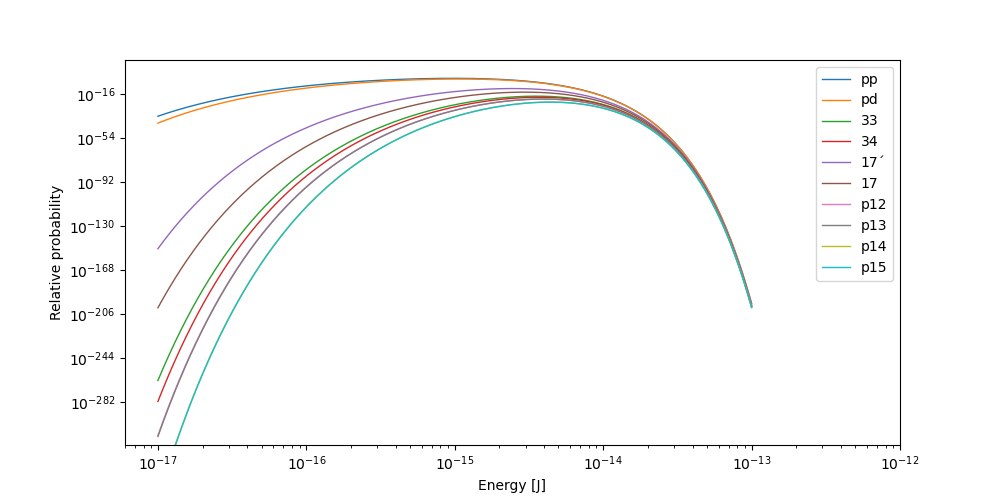 pp
pd
33
34
17´
17
p12
p13
p14
p15
Relative probability
10⁻¹⁶
10⁻⁵⁴
10⁻⁹²
10⁻¹³⁰
10⁻¹⁶⁸
10⁻²⁰⁶
10⁻²⁴⁴
10⁻²⁸²
10⁻¹⁷ 10⁻¹⁶ 10⁻¹⁵ 10⁻¹⁴ 10⁻¹³ 10⁻¹²
Energy [J]